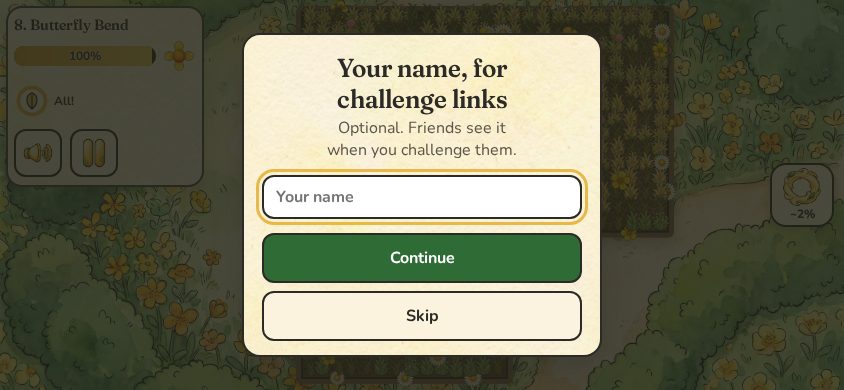 8. Butterfly Bend
100%
All!
Your name, for
challenge links
Optional. Friends see it
when you challenge them.
Your name
Continue
Skip
~2%